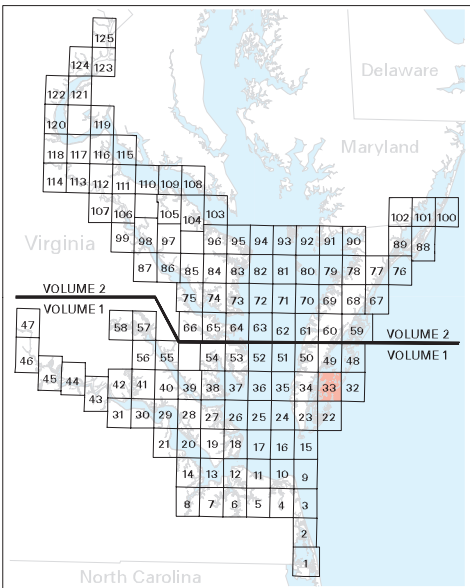 125
124 123
Delaware
122 121
120 119
Maryland
118 117 116 115
114 113 112 111 110 109 108
107 106 105 104 103 102 101 100
99 98 97 96 95 94 93 92 91 90 89 88
Virginia
87 86 85 84 83 82 81 80 79 78 77 76
75 74 73 72 71 70 69 68 67
VOLUME 2
VOLUME 1
47 58 57 66 65 64 63 62 61 60 59
VOLUME 2
VOLUME 1
46 56 55 54 53 52 51 50 49 48
45 44 43 42 41 40 39 38 37 36 35 34 33 32
31 30 29 28 27 26 25 24 23 22
21 20 19 18 17 16 15
14 13 12 11 10 9
8 7 6 5 4 3
2
1
North Carolina